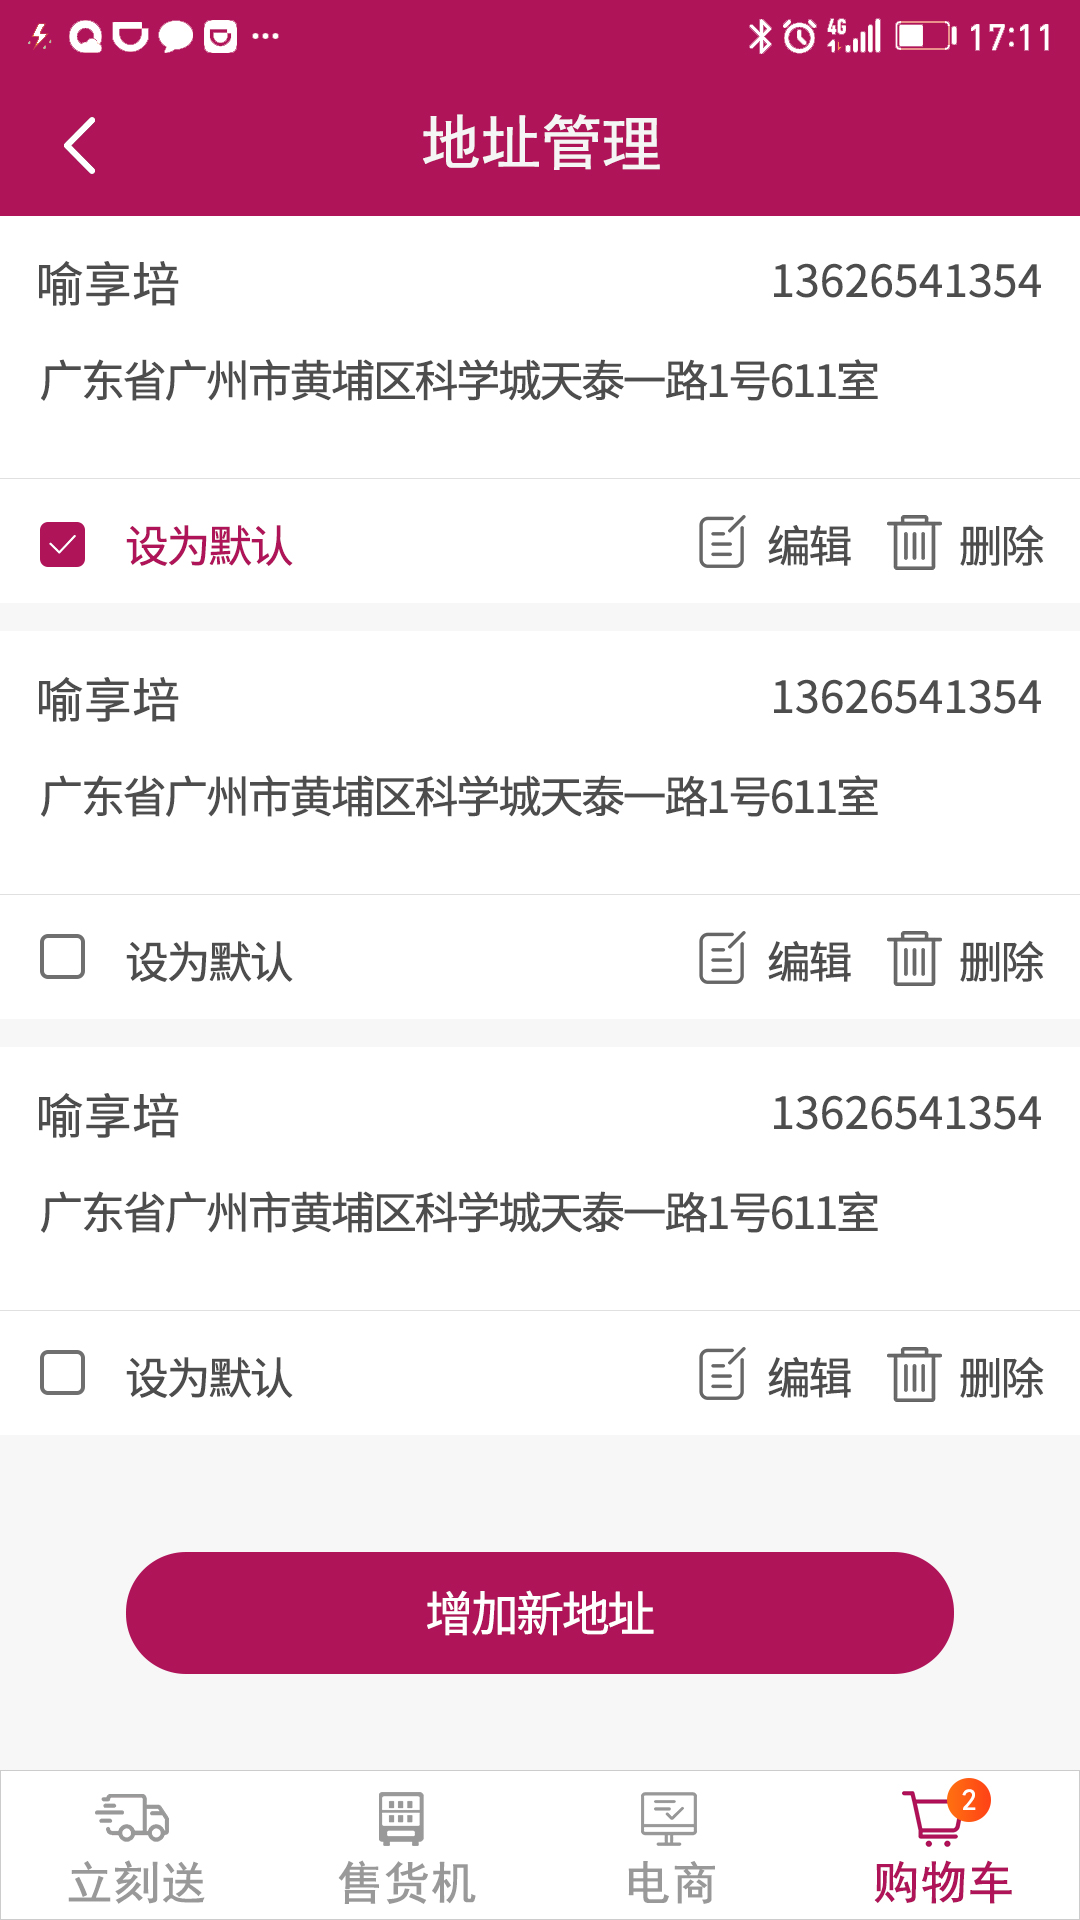 4G 17:11
地址管理
喻享培 13626541354
广东省广州市黄埔区科学城天泰一路1号611室
设为默认 编辑 删除
喻享培 13626541354
广东省广州市黄埔区科学城天泰一路1号611室
设为默认 编辑 删除
喻享培 13626541354
广东省广州市黄埔区科学城天泰一路1号611室
设为默认 编辑 删除
增加新地址
2
立刻送 售货机 电商 购物车